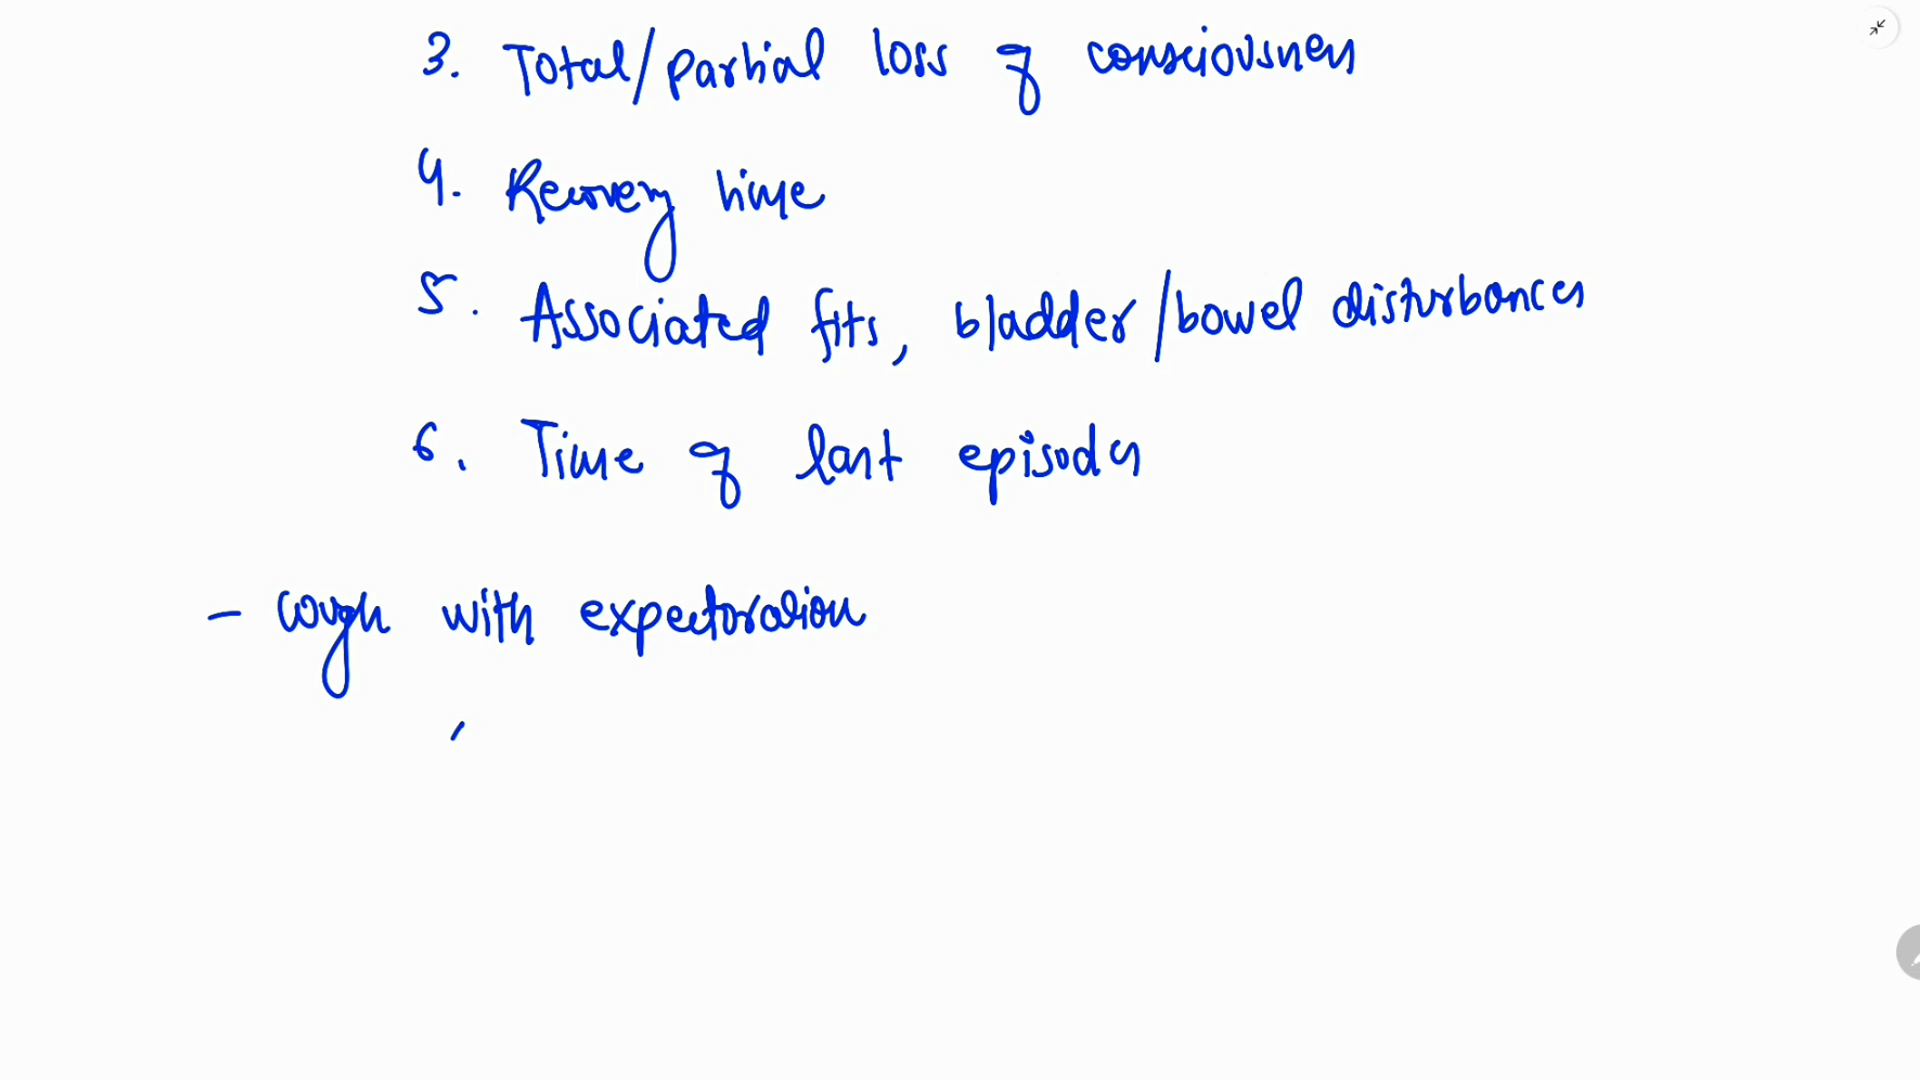 3. Total/partial loss of consciousness
4. Recovery time
5. Associated fits, bladder/bowel disturbances
6. Time of last episodes
- cough with expectoration